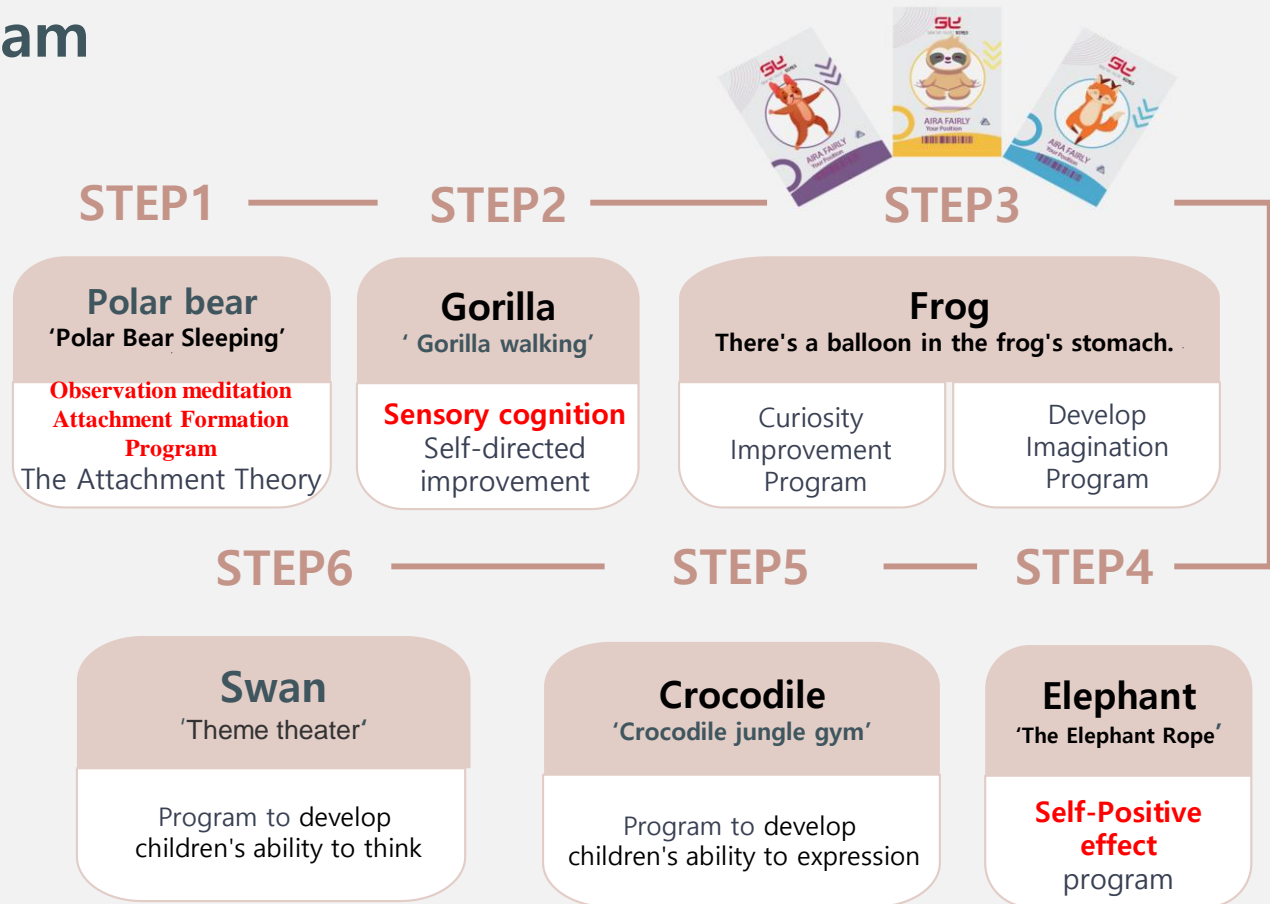 am
AIRA FAIRLY
Your Position
AIRA FAIRLY
Your Position
AIRA FAIRLY
Your Position
STEP1
STEP2
STEP3
Polar bear
‘Polar Bear Sleeping’
Observation meditation
Attachment Formation
Program
The Attachment Theory
Gorilla
‘ Gorilla walking’
Sensory cognition
Self-directed
improvement
Frog
There's a balloon in the frog's stomach.
Curiosity
Improvement
Program
Develop
Imagination
Program
STEP6
STEP5
STEP4
Swan
'Theme theater‘
Program to develop
children's ability to think
Crocodile
‘Crocodile jungle gym’
Program to develop
children's ability to expression
Elephant
‘The Elephant Rope’
Self-Positive
effect
program